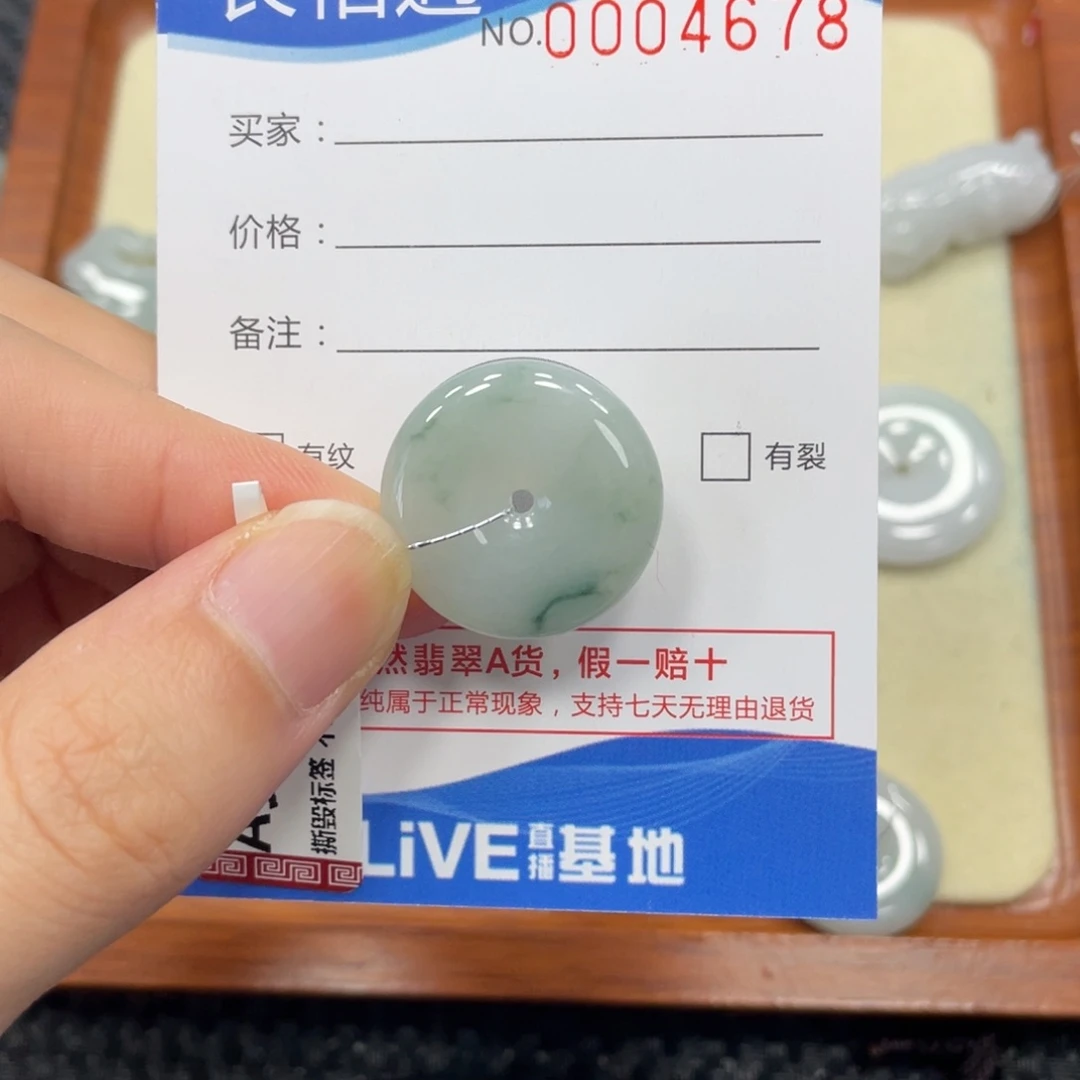 NO.0004678
买家：
价格：
备注：
有纹
有裂
然翡翠A货，假一赔十
纯属于正常现象，支持七天无理由退货
撕毁标签 不
LiVE直播基地